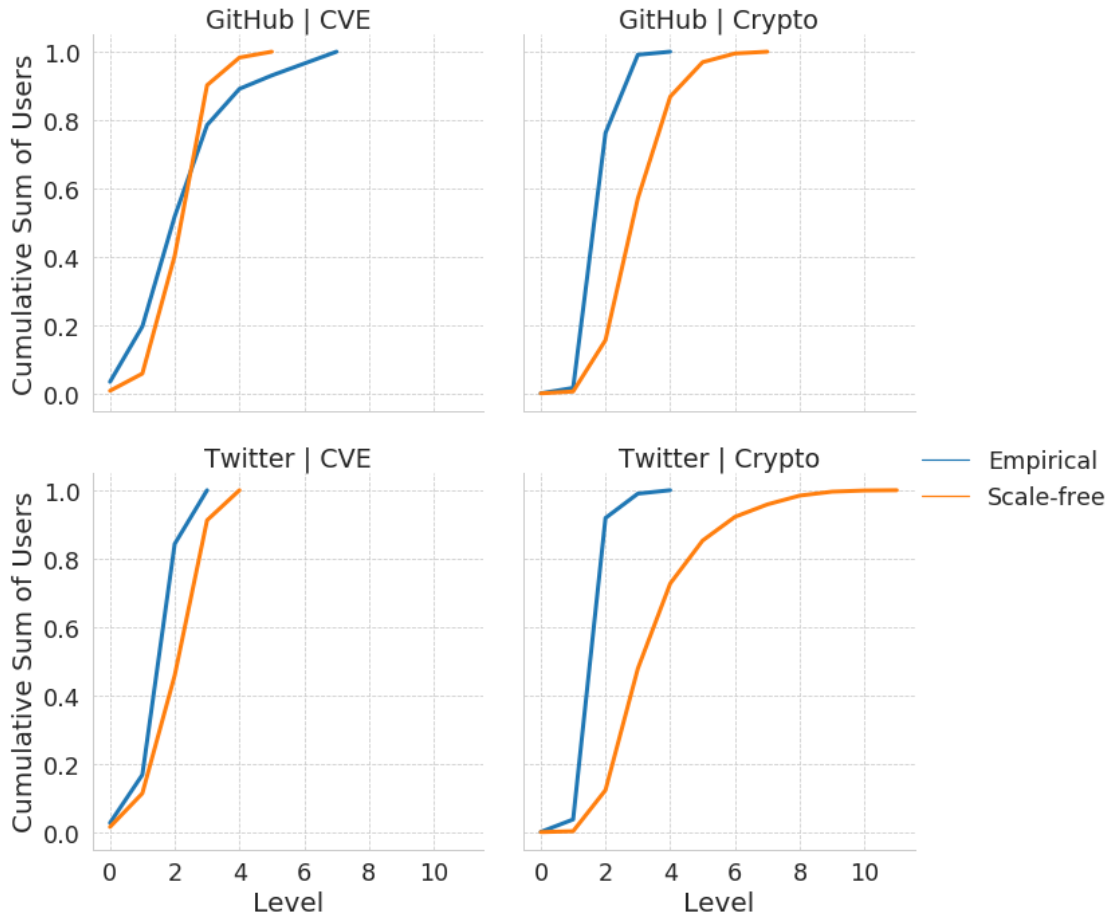 GitHub | CVE
GitHub | Crypto
Cumulative Sum of Users
1.0
0.8
0.6
0.4
0.2
0.0
Twitter | CVE
Twitter | Crypto
Cumulative Sum of Users
1.0
0.8
0.6
0.4
0.2
0.0
0 2 4 6 8 10
0 2 4 6 8 10
Level
Level
Empirical
Scale-free